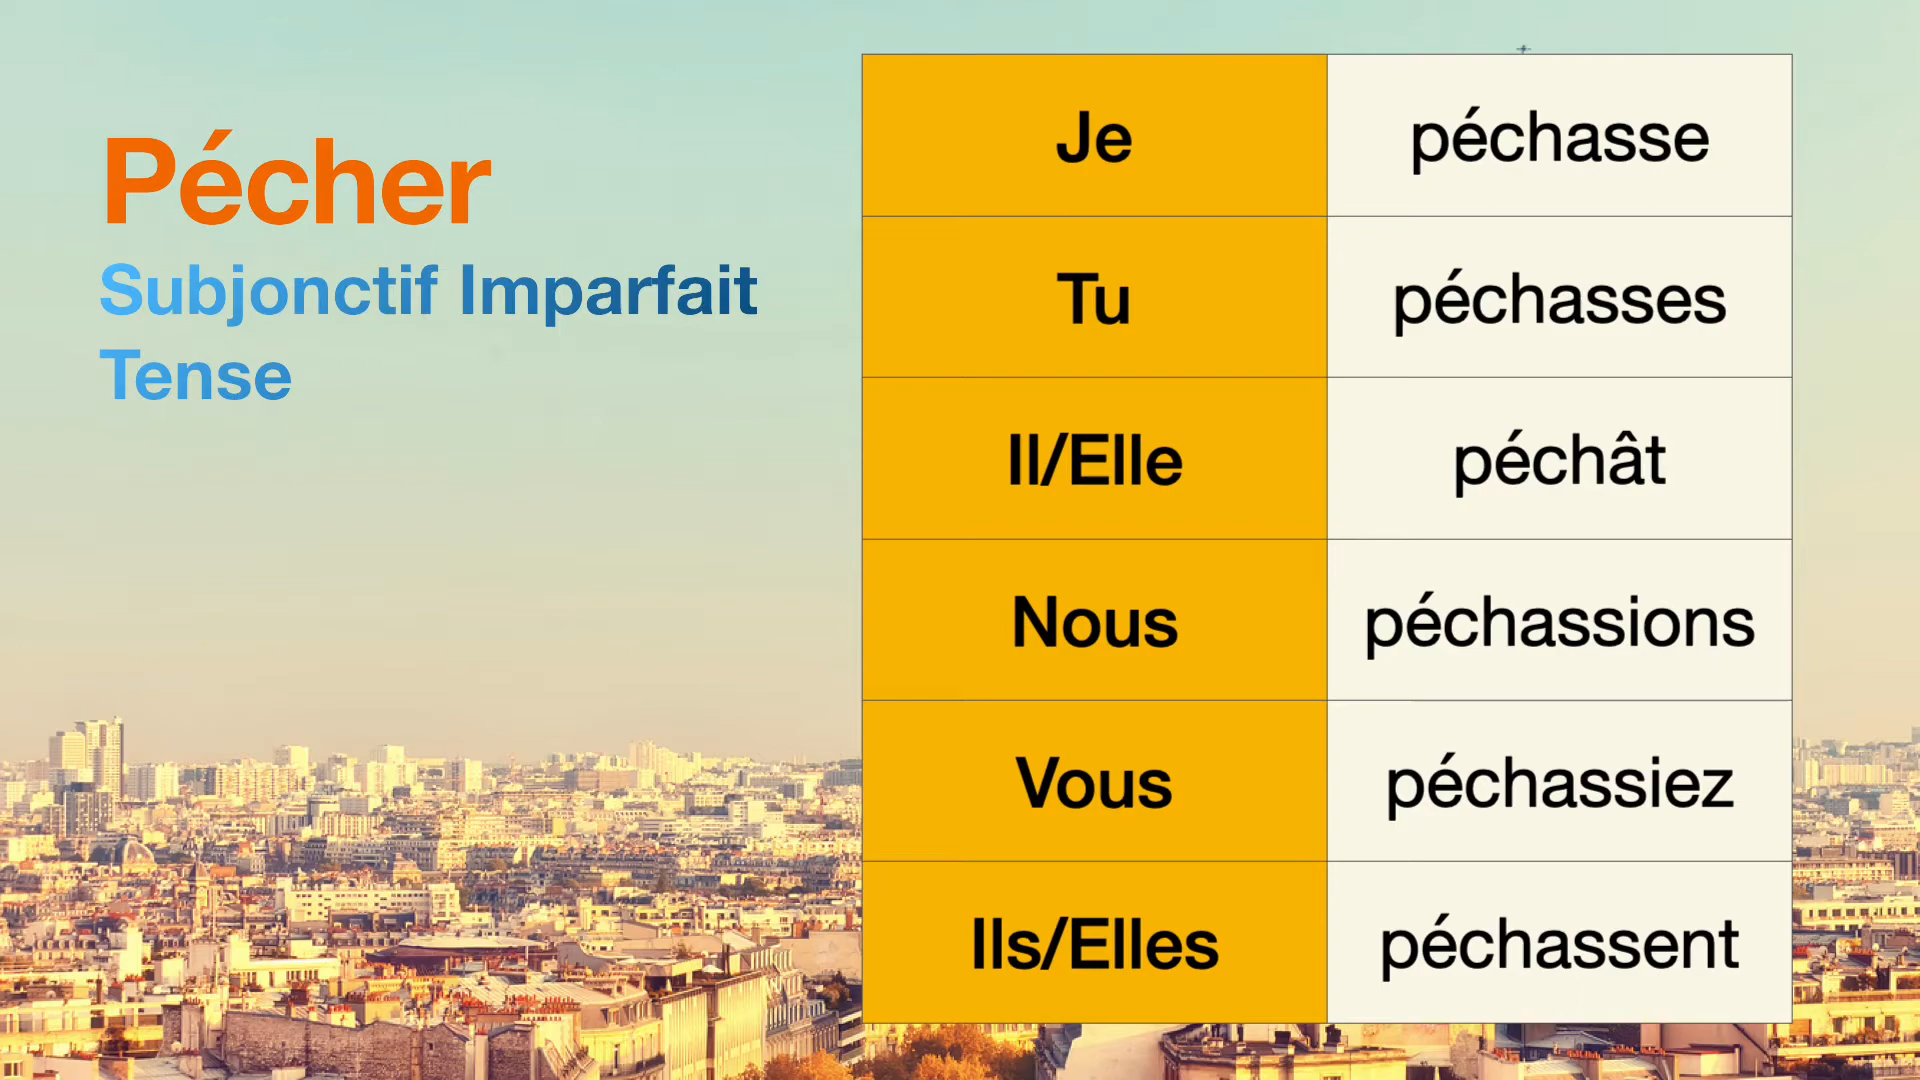 Pécher
Subjonctif Imparfait
Tense
Je péchasse
Tu péchasses
Il/Elle péchât
Nous péchassions
Vous péchassiez
Ils/Elles péchassent